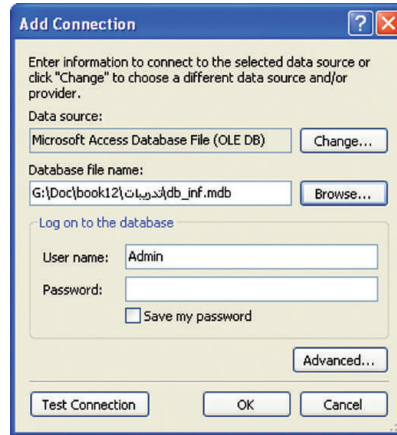 Add Connection
Enter information to connect to the selected data source or
click "Change" to choose a different data source and/or
provider.
Data source:
Microsoft Access Database File (OLE DB)
Change...
Database file name:
G:\Doc\book12\تدريبات\db_inf.mdb
Browse...
Log on to the database
User name:
Admin
Password:
Save my password
Advanced...
Test Connection
OK
Cancel